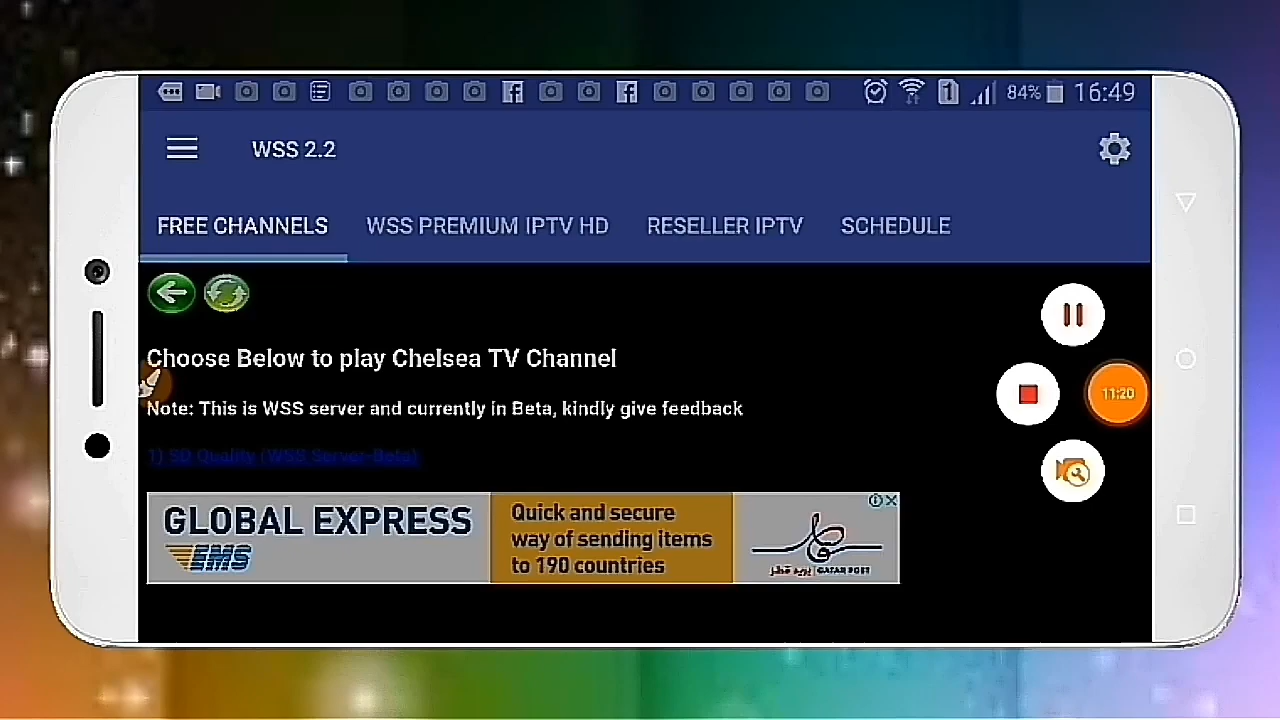 1 84% 16:49
WSS 2.2
FREE CHANNELS WSS PREMIUM IPTV HD RESELLER IPTV SCHEDULE
Choose Below to play Chelsea TV Channel
Note: This is WSS server and currently in Beta, kindly give feedback
11:20
1) SD Quality (WSS Server-Beta)
GLOBAL EXPRESS
EMS
Quick and secure
way of sending items
to 190 countries
بريد قطر QATAR POST